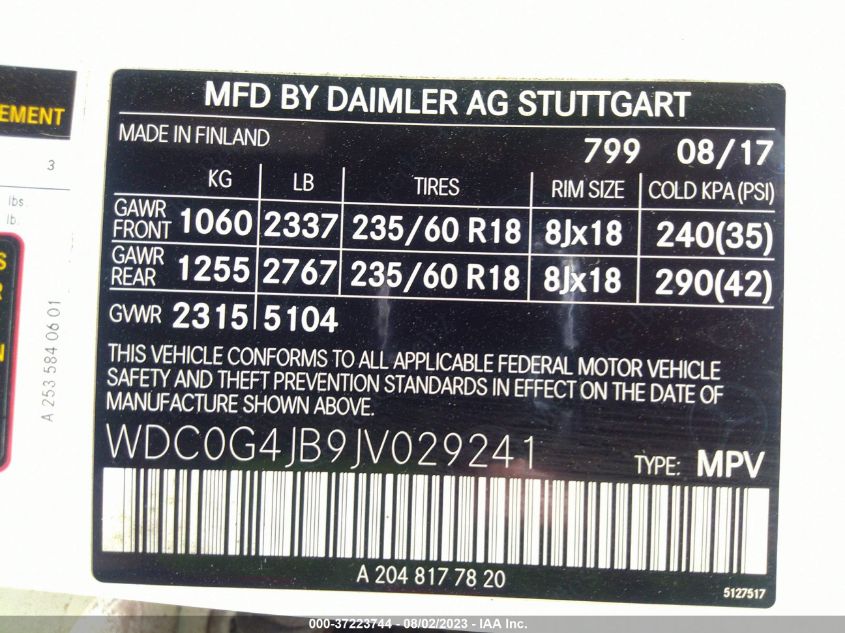 MFD BY DAIMLER AG STUTTGART
MADE IN FINLAND 799 08/17
KG LB TIRES RIM SIZE COLD KPA (PSI)
GAWR FRONT 1060 2337 235/60 R18 8Jx18 240(35)
GAWR REAR 1255 2767 235/60 R18 8Jx18 290(42)
GVWR 2315 5104
THIS VEHICLE CONFORMS TO ALL APPLICABLE FEDERAL MOTOR VEHICLE
SAFETY AND THEFT PREVENTION STANDARDS IN EFFECT ON THE DATE OF
MANUFACTURE SHOWN ABOVE.
WDC0G4JB9JV029241 TYPE: MPV
A 204 817 78 20
5127517
EMENT
3
lbs.
lb.
S
R
N
A 253 584 06 01
000-37223744 - 08/02/2023 - IAA Inc.